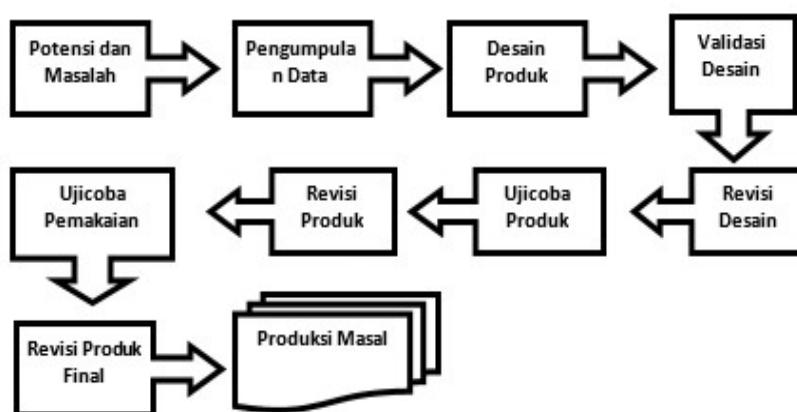 Potensi dan
Masalah
Pengumpula
n Data
Desain
Produk
Validasi
Desain
Revisi
Desain
Ujicoba
Produk
Revisi
Produk
Ujicoba
Pemakaian
Revisi Produk
Final
Produksi Masal